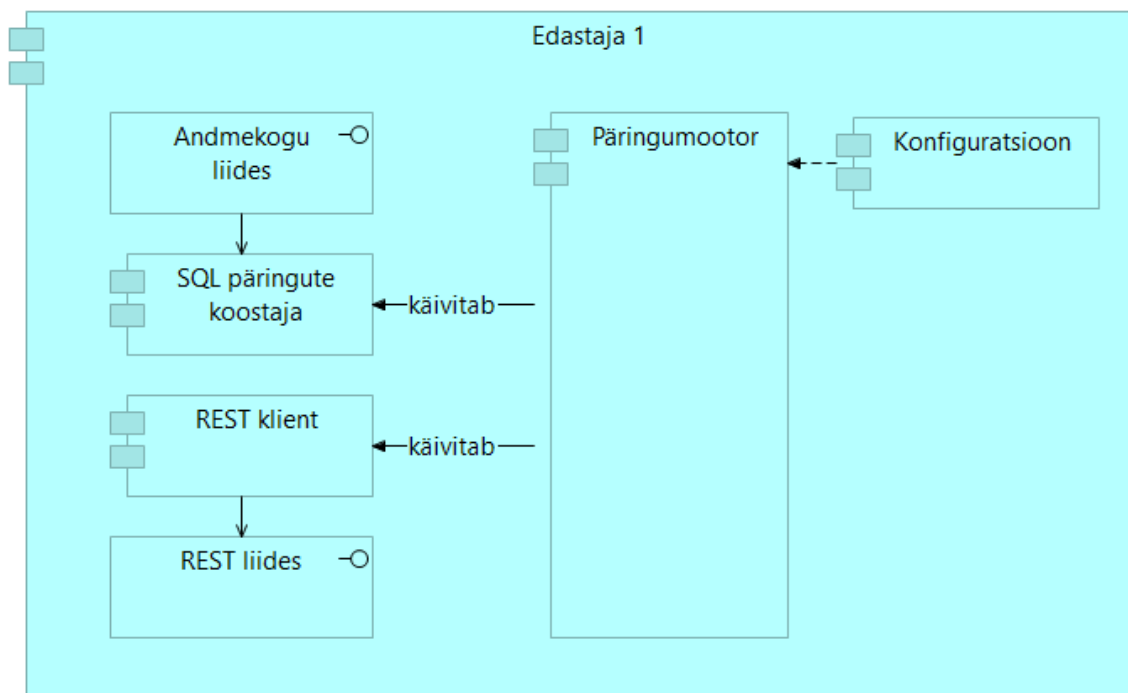 Edastaja 1
Andmekogu
liides
Päringumootor
Konfiguratsioon
SQL päringute
koostaja
käivitab
REST klient
käivitab
REST liides